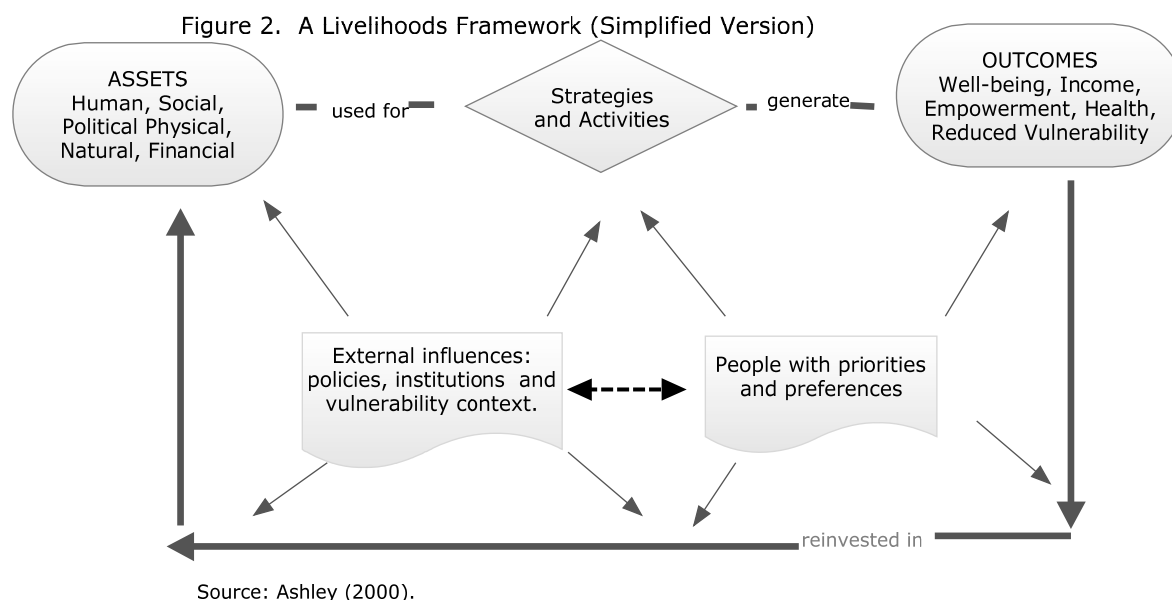 Figure 2.  A Livelihoods Framework (Simplified Version)
ASSETS
Human, Social,
Political Physical,
Natural, Financial
used for
Strategies
and Activities
generate
OUTCOMES
Well-being, Income,
Empowerment, Health,
Reduced Vulnerability
External influences:
policies, institutions  and
vulnerability context.
People with priorities
and preferences
reinvested in
Source: Ashley (2000).